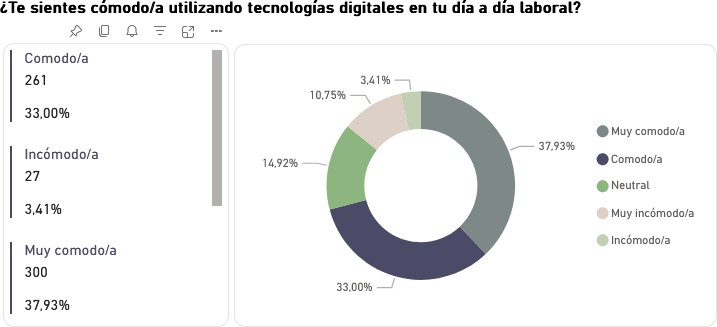 ¿Te sientes cómodo/a utilizando tecnologías digitales en tu día a día laboral?
Comodo/a
261
33,00%
Incómodo/a
27
3,41%
Muy comodo/a
300
37,93%
3,41%
10,75%
14,92%
33,00%
37,93%
Muy comodo/a
Comodo/a
Neutral
Muy incómodo/a
Incómodo/a